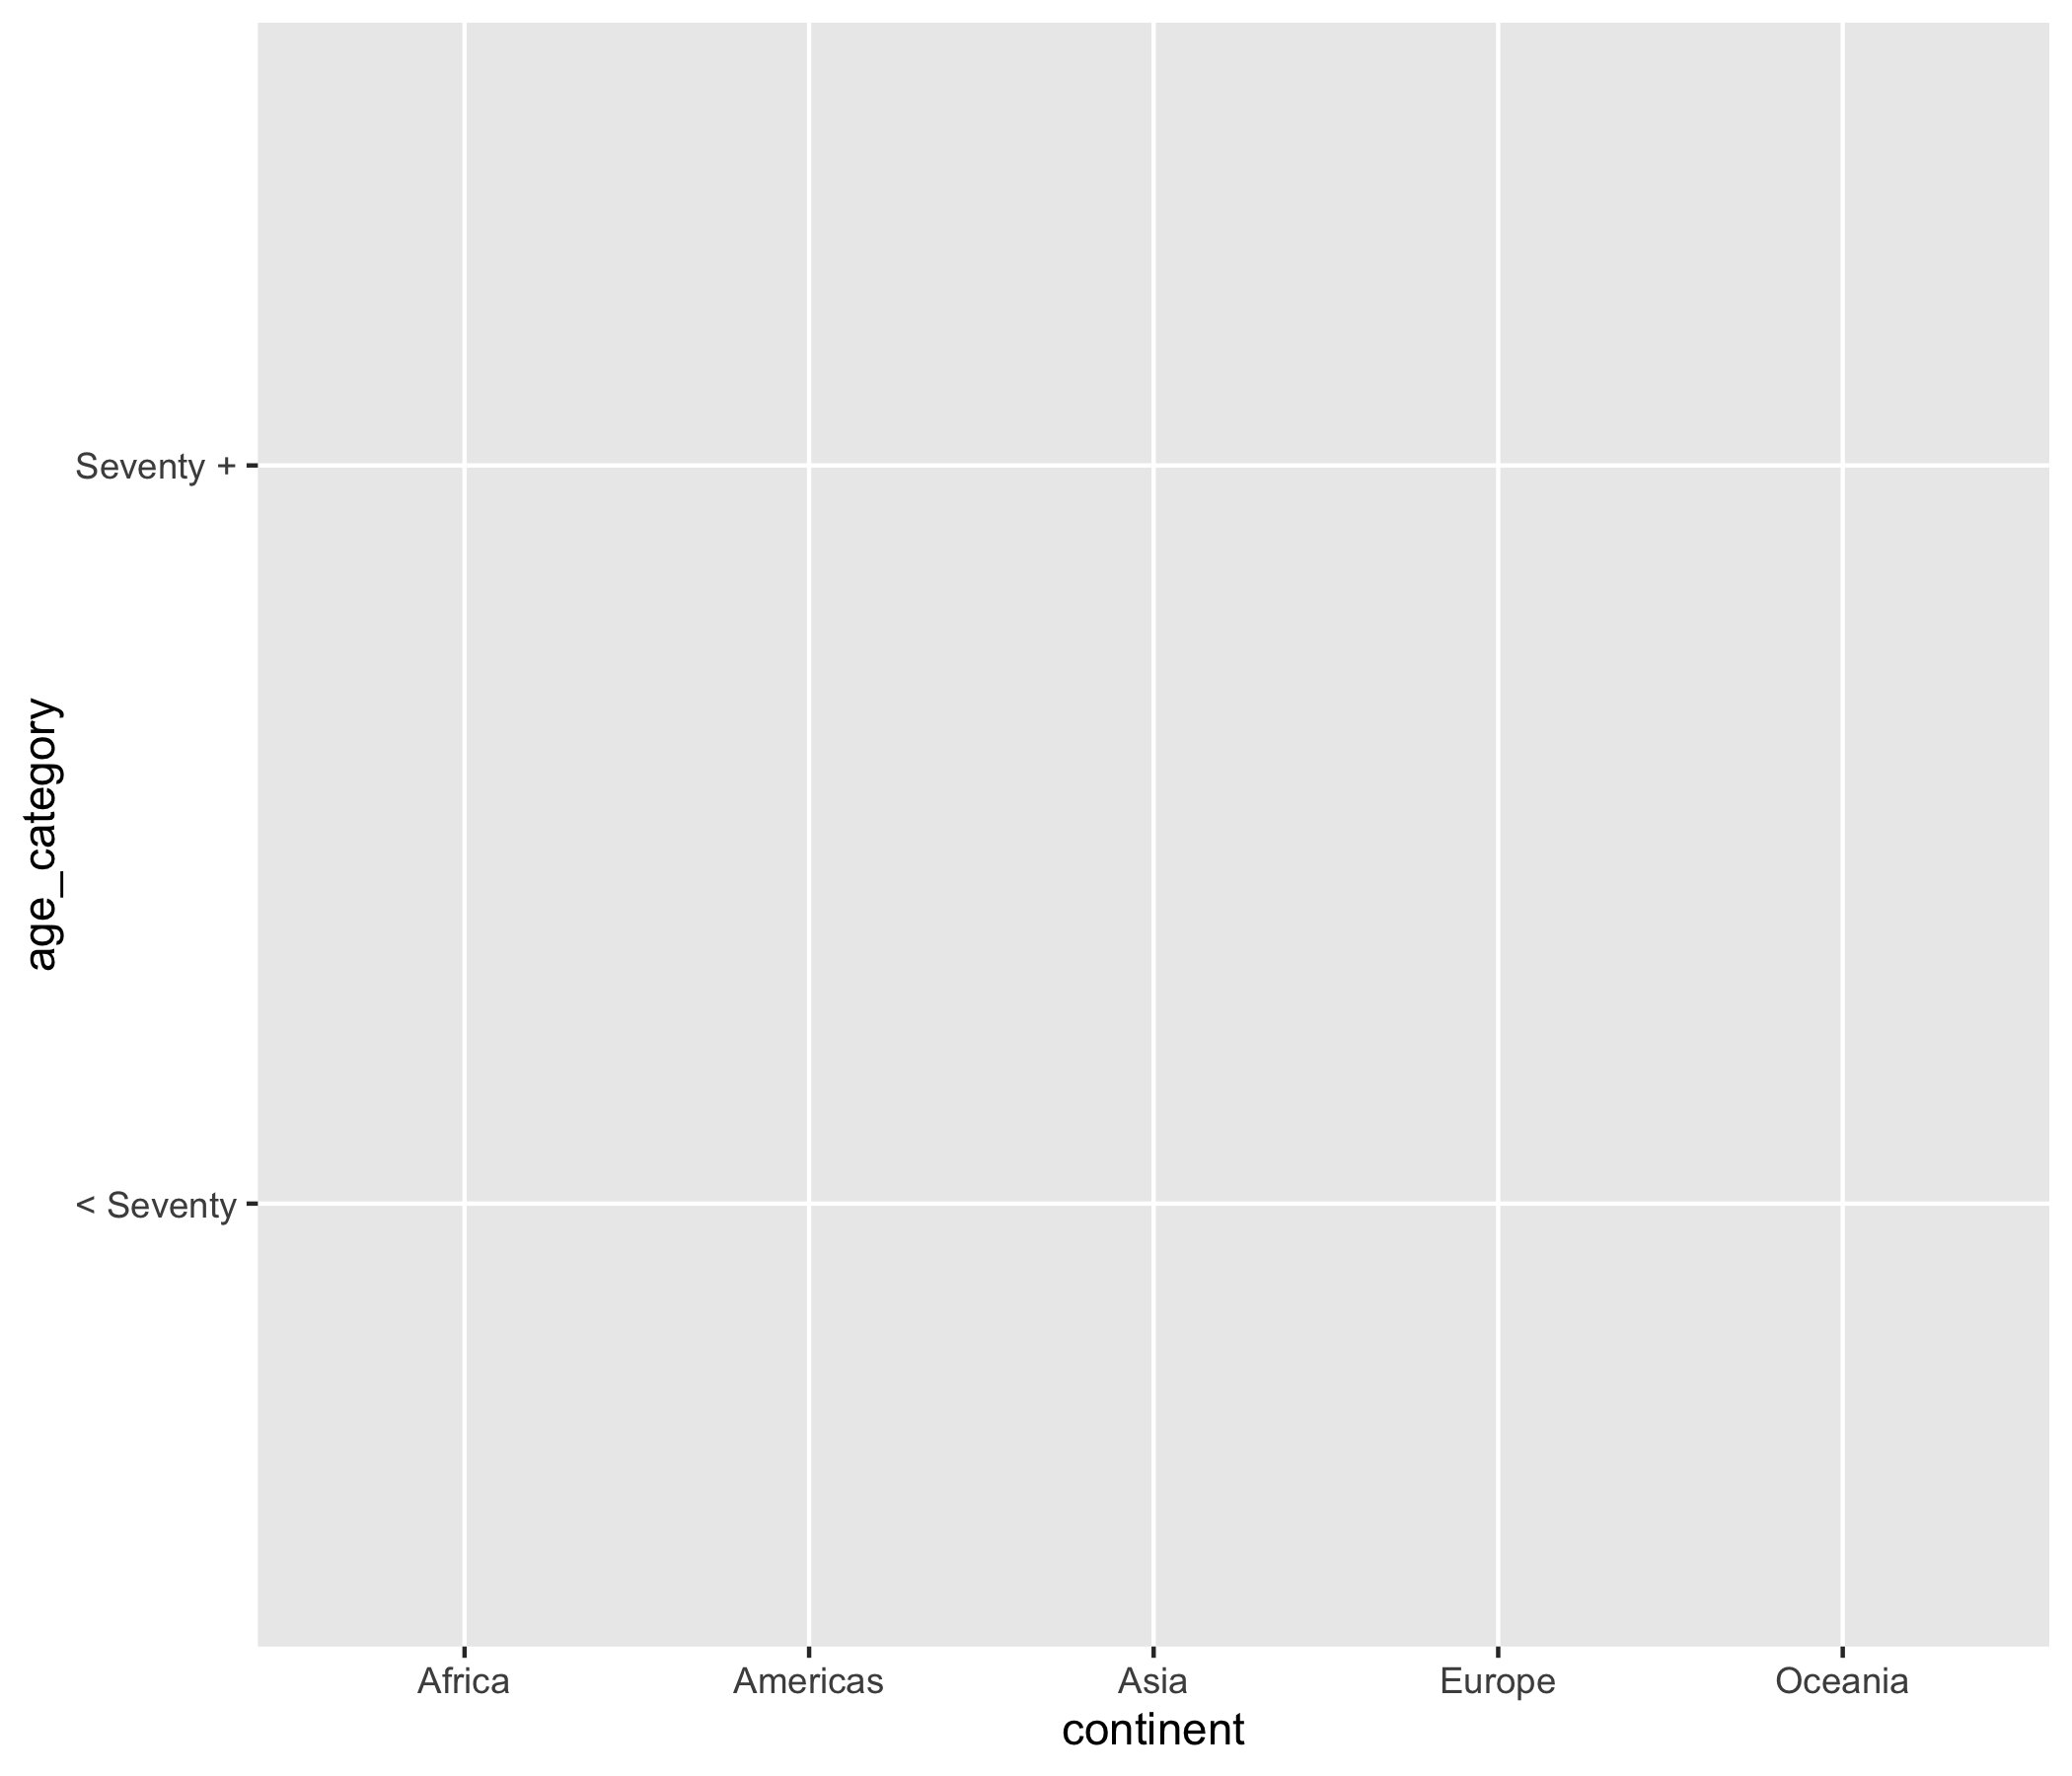 age_category
Seventy +
< Seventy
Africa Americas Asia Europe Oceania
continent